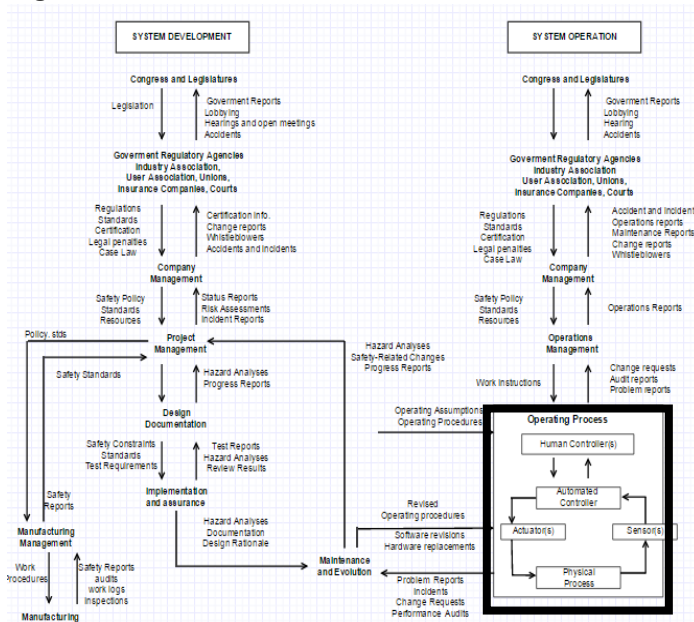 SYSTEM DEVELOPMENT
Congress and Legislatures
Legislation
Goverment Reports
Lobbying
Hearings and open meetings
Accidents
Goverment Regulatory Agencies
Industry Association,
User Association, Unions,
Insurance Companies, Courts
Regulations
Standards
Certification
Legal penalties
Case Law
Certification Info.
Change reports
Whistleblowers
Accidents and Incidents
Company
Management
Safety Policy
Standards
Resources
Status Reports
Risk Assessments
Incident Reports
Policy. stds
Project
Management
Safety Standards
Hazard Analyses
Progress Reports
Hazard Analyses
Safety-Related Changes
Progress Reports
Design
Documentation
Safety Constraints
Standards
Test Requirements
Test Reports
Hazard Analyses
Review Results
Implementation
and assurance
Safety
Reports
Manufacturing
Management
Hazard Analyses
Documentation
Design Rationale
Work
Procedures
Safety Reports
audits
work logs
Inspections
Manufacturing
Maintenance
and Evolution
SYSTEM OPERATION
Congress and Legislatures
Goverment Reports
Lobbying
Hearing
Accidents
Goverment Regulatory Agencies
Industry Association
User Association, Unions,
Insurance Companies, Courts
Regulations
Standards
Certification
Legal penalties
Case Law
Accident and Incident
Operations reports
Maintenance Reports
Change reports
Whistleblowers
Company
Management
Safety Policy
Standards
Resources
Operations Reports
Operations
Management
Work Instructions
Change requests
Audit reports
Problem reports
Operating Assumptions
Operating Procedures
Operating Process
Human Controller(s)
Automated
Controller
Actuator(s)
Sensor(s)
Physical
Process
Revised
Operating procedures
Software revisions
Hardware replacements
Problem Reports
Incidents
Change Requests
Performance Audits